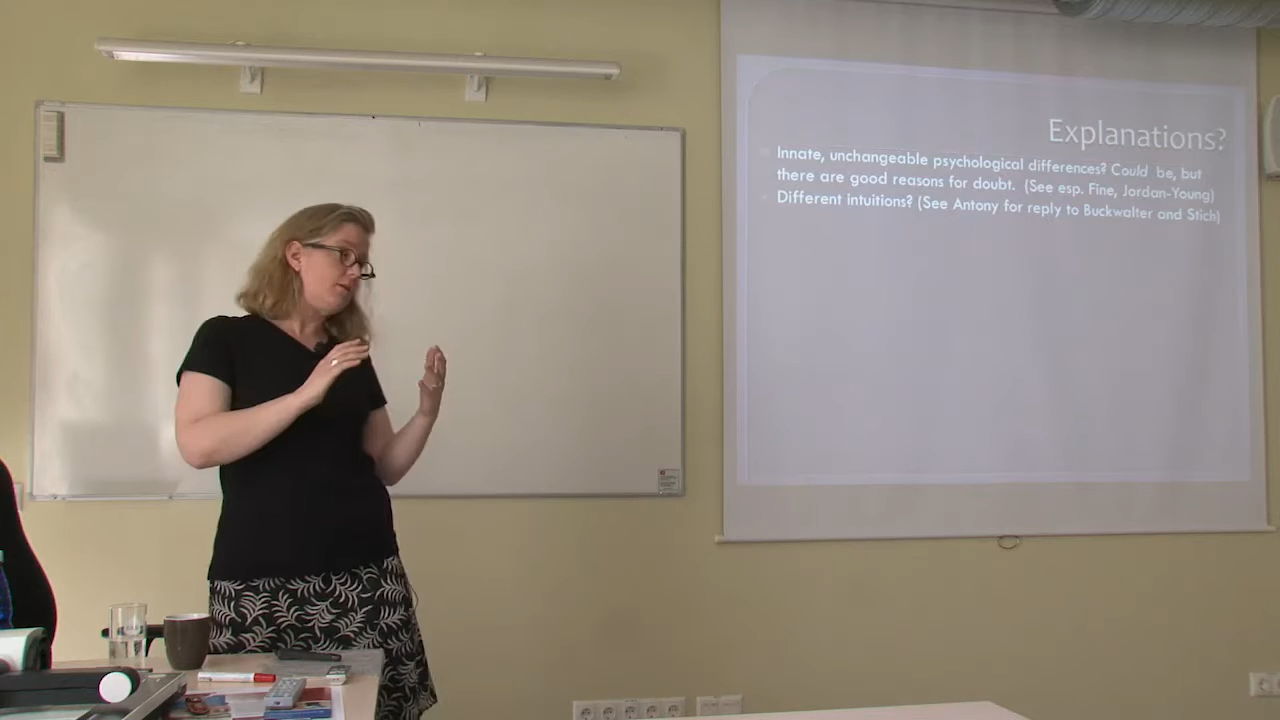 Explanations?
Innate, unchangeable psychological differences? Could be, but
there are good reasons for doubt. (See esp. Fine, Jordan-Young)
Different intuitions? (See Antony for reply to Buckwalter and Stich)